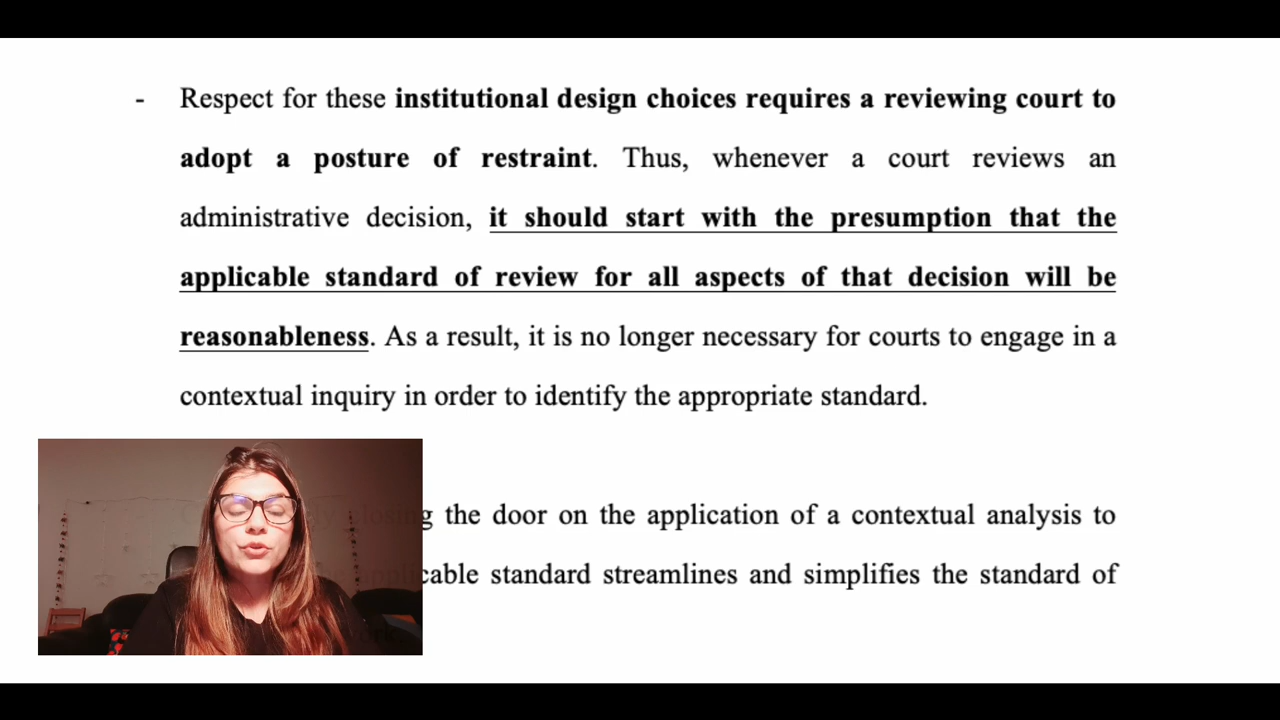 - Respect for these institutional design choices requires a reviewing court to
adopt a posture of restraint. Thus, whenever a court reviews an
administrative decision, it should start with the presumption that the
applicable standard of review for all aspects of that decision will be
reasonableness. As a result, it is no longer necessary for courts to engage in a
contextual inquiry in order to identify the appropriate standard.
closing the door on the application of a contextual analysis to
applicable standard streamlines and simplifies the standard of